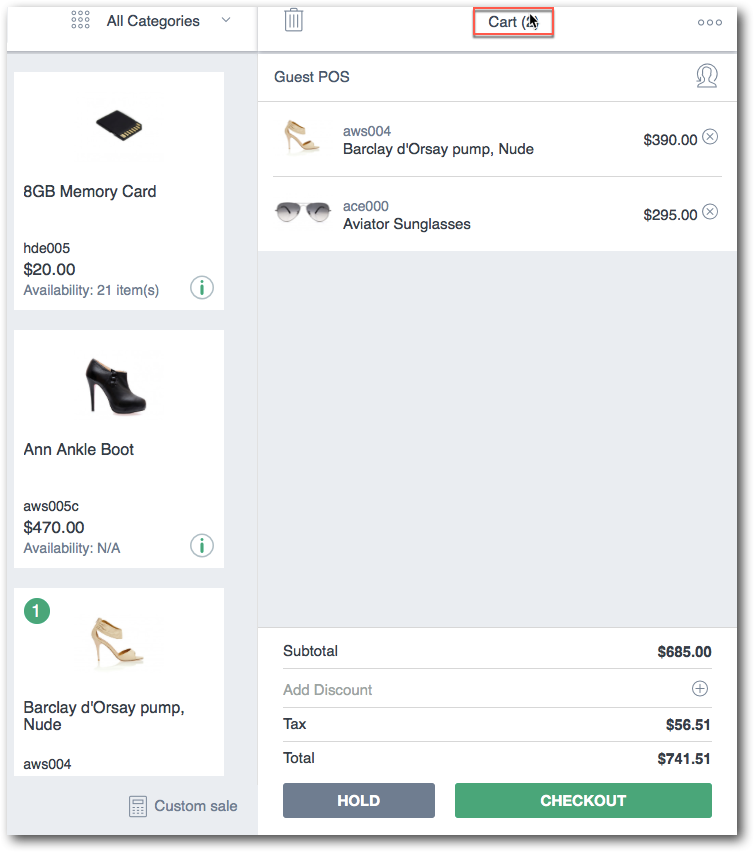 All Categories
8GB Memory Card
hde005
$20.00
Availability: 21 item(s)
Ann Ankle Boot
aws005c
$470.00
Availability: N/A
1
Barclay d'Orsay pump,
Nude
aws004
Custom sale
Cart (2)
Guest POS
aws004
Barclay d'Orsay pump, Nude
$390.00
ace000
Aviator Sunglasses
$295.00
Subtotal $685.00
Add Discount
Tax $56.51
Total $741.51
HOLD CHECKOUT